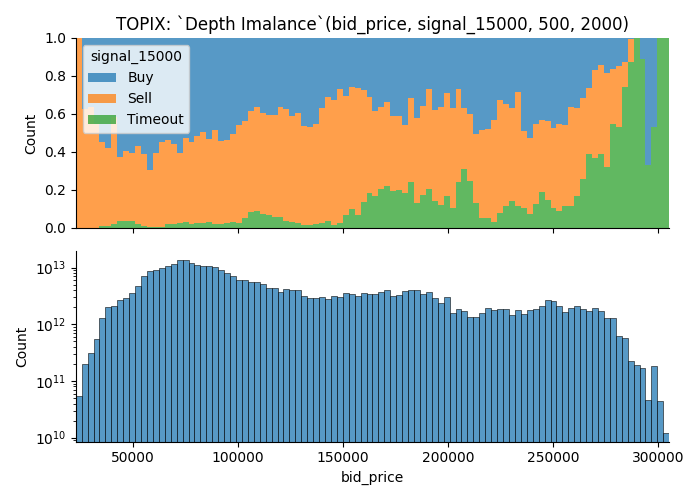 TOPIX: `Depth Imalance`(bid_price, signal_15000, 500, 2000)
1.0
0.8
0.6
0.4
0.2
0.0
Count
signal_15000
Buy
Sell
Timeout
10^13
10^12
10^11
10^10
Count
50000 100000 150000 200000 250000 300000
bid_price